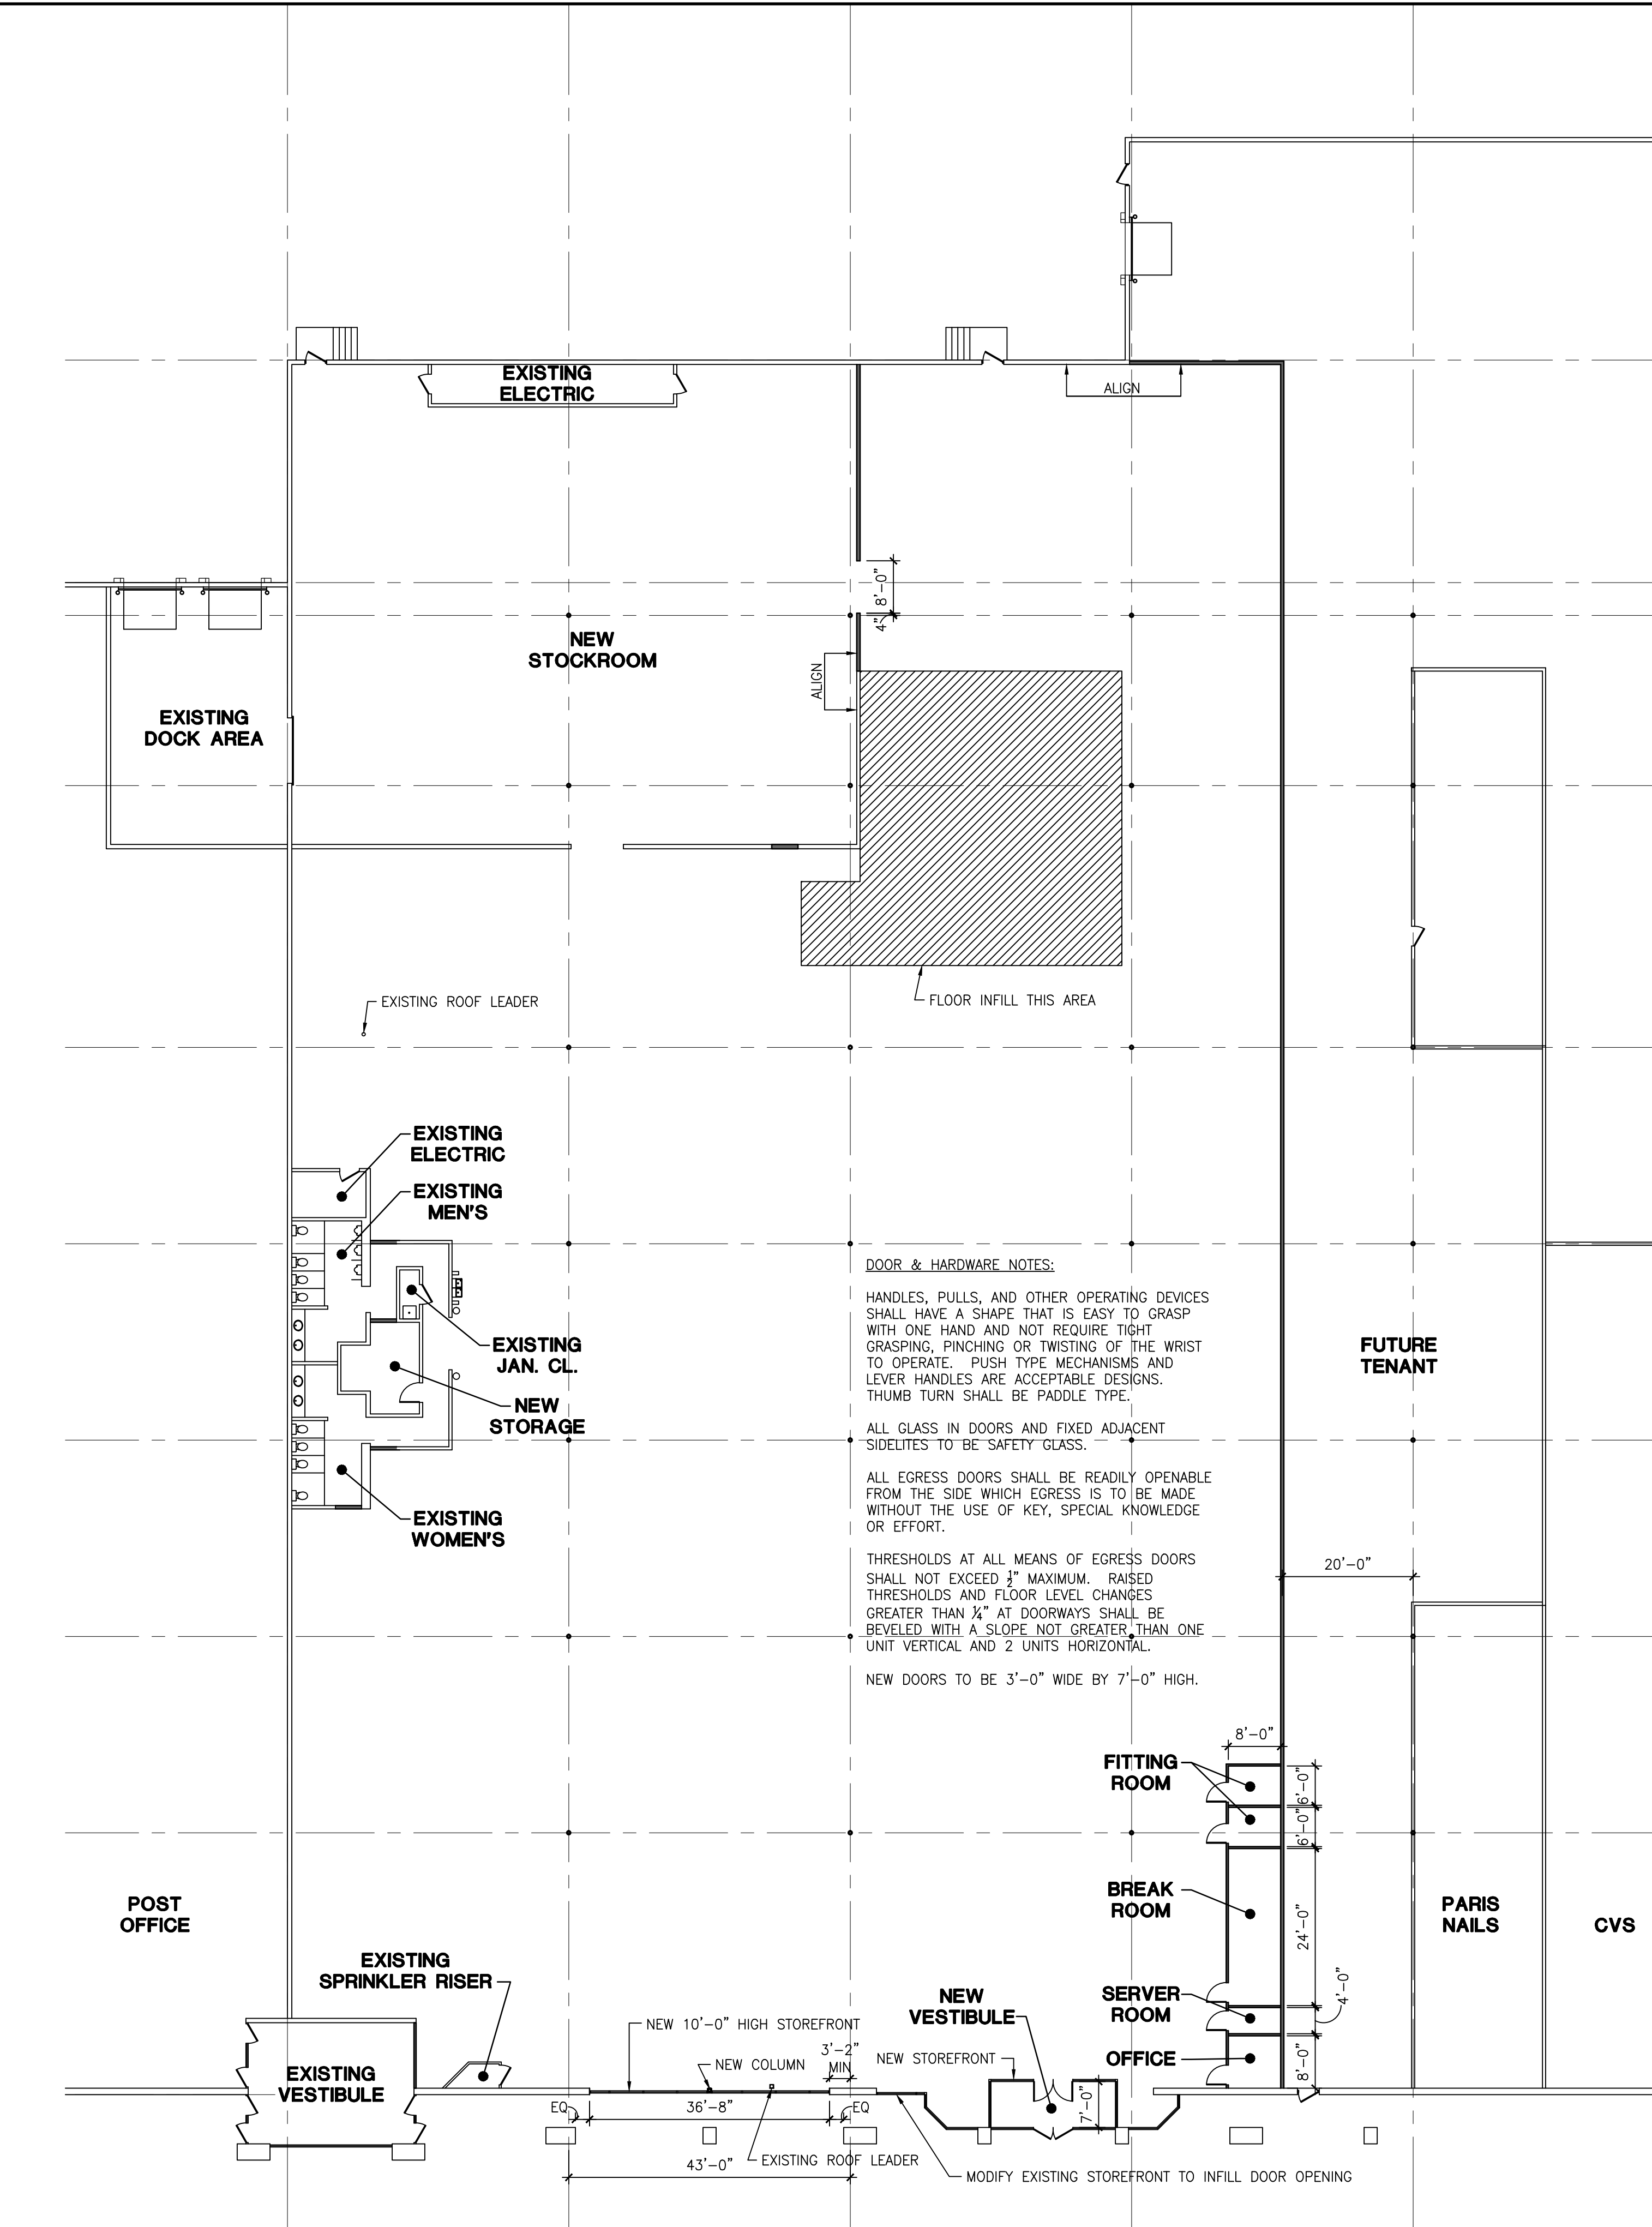 EXISTING
ELECTRIC
ALIGN
8'-0"
4"
NEW
STOCKROOM
ALIGN
EXISTING
DOCK AREA
EXISTING ROOF LEADER
FLOOR INFILL THIS AREA
EXISTING
ELECTRIC
EXISTING
MEN'S
EXISTING
JAN. CL.
NEW
STORAGE
EXISTING
WOMEN'S
DOOR & HARDWARE NOTES:
HANDLES, PULLS, AND OTHER OPERATING DEVICES
SHALL HAVE A SHAPE THAT IS EASY TO GRASP
WITH ONE HAND AND NOT REQUIRE TIGHT
GRASPING, PINCHING OR TWISTING OF THE WRIST
TO OPERATE. PUSH TYPE MECHANISMS AND
LEVER HANDLES ARE ACCEPTABLE DESIGNS.
THUMB TURN SHALL BE PADDLE TYPE.
ALL GLASS IN DOORS AND FIXED ADJACENT
SIDELITES TO BE SAFETY GLASS.
ALL EGRESS DOORS SHALL BE READILY OPENABLE
FROM THE SIDE WHICH EGRESS IS TO BE MADE
WITHOUT THE USE OF KEY, SPECIAL KNOWLEDGE
OR EFFORT.
THRESHOLDS AT ALL MEANS OF EGRESS DOORS
SHALL NOT EXCEED ½" MAXIMUM. RAISED
THRESHOLDS AND FLOOR LEVEL CHANGES
GREATER THAN ¼" AT DOORWAYS SHALL BE
BEVELED WITH A SLOPE NOT GREATER THAN ONE
UNIT VERTICAL AND 2 UNITS HORIZONTAL.
NEW DOORS TO BE 3'-0" WIDE BY 7'-0" HIGH.
FUTURE
TENANT
20'-0"
8'-0"
FITTING
ROOM
6'-0"
6'-0"
BREAK
ROOM
24'-0"
SERVER
ROOM
4'-0"
OFFICE
8'-0"
POST
OFFICE
PARIS
NAILS
CVS
EXISTING
SPRINKLER RISER
EXISTING
VESTIBULE
NEW
VESTIBULE
NEW 10'-0" HIGH STOREFRONT
3'-2"
MIN
NEW COLUMN
NEW STOREFRONT
7'-0"
EQ
36'-8"
EQ
43'-0"
EXISTING ROOF LEADER
MODIFY EXISTING STOREFRONT TO INFILL DOOR OPENING